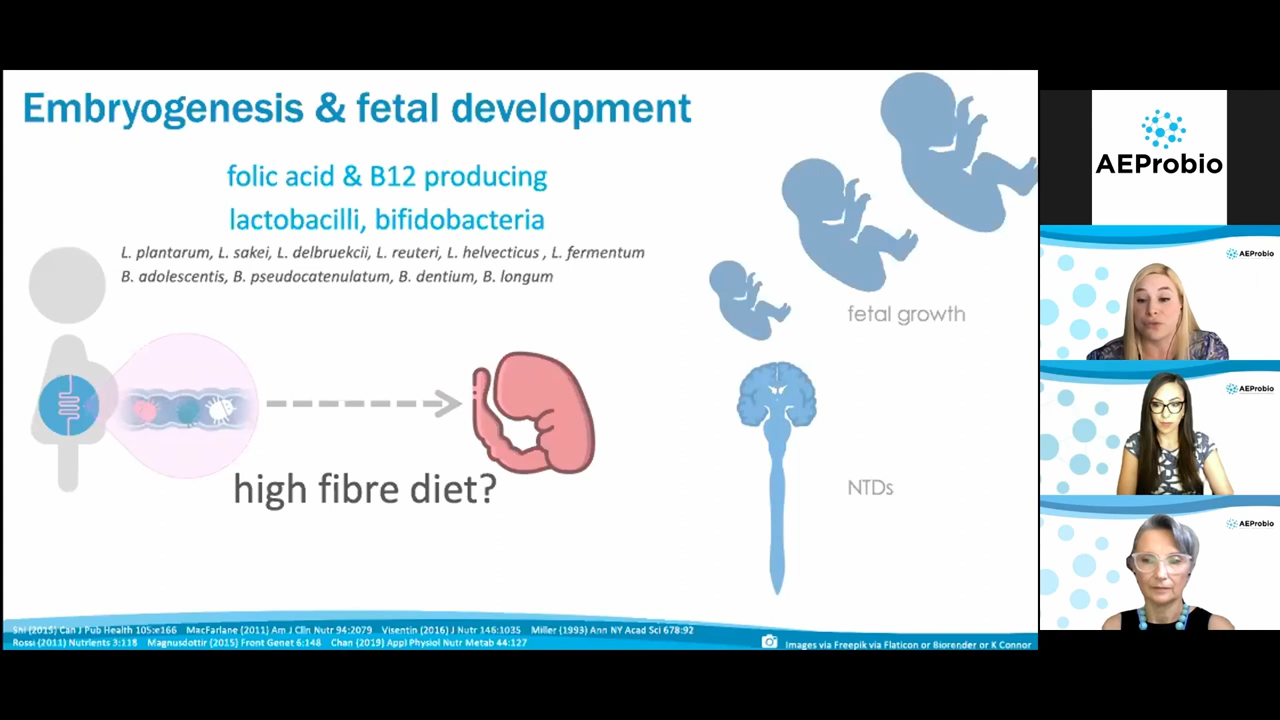 Embryogenesis & fetal development
folic acid & B12 producing
lactobacilli, bifidobacteria
L. plantarum, L. sakei, L. delbruekcii, L. reuteri, L. helvecticus , L. fermentum
B. adolescentis, B. pseudocatenulatum, B. dentium, B. longum
fetal growth
high fibre diet?
NTDs
Shi (2015) Can J Pub Health 105:e166 MacFarlane (2011) Am J Clin Nutr 94:2079 Visentin (2016) J Nutr 146:1035 Miller (1993) Ann NY Acad Sci 678:92
Rossi (2011) Nutrients 3:118 Magnusdottir (2015) Front Genet 6:148 Chan (2019) Appl Physiol Nutr Metab 44:127
Images via Freepik via Flaticon or Biorender or K Connor
AEProbio
AEProbio
AEProbio
AEProbio